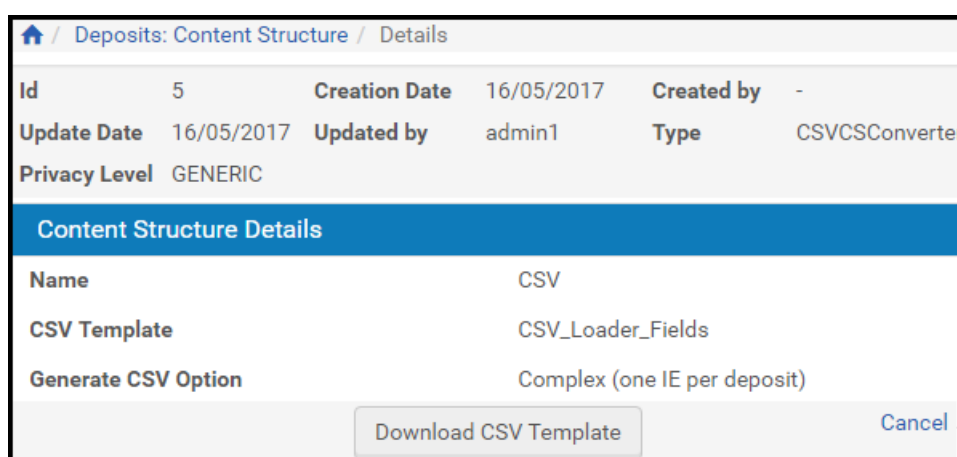 / Deposits: Content Structure / Details
Id 5 Creation Date 16/05/2017 Created by -
Update Date 16/05/2017 Updated by admin1 Type CSVCSConverte
Privacy Level GENERIC
Content Structure Details
Name CSV
CSV Template CSV_Loader_Fields
Generate CSV Option Complex (one IE per deposit)
Download CSV Template Cancel